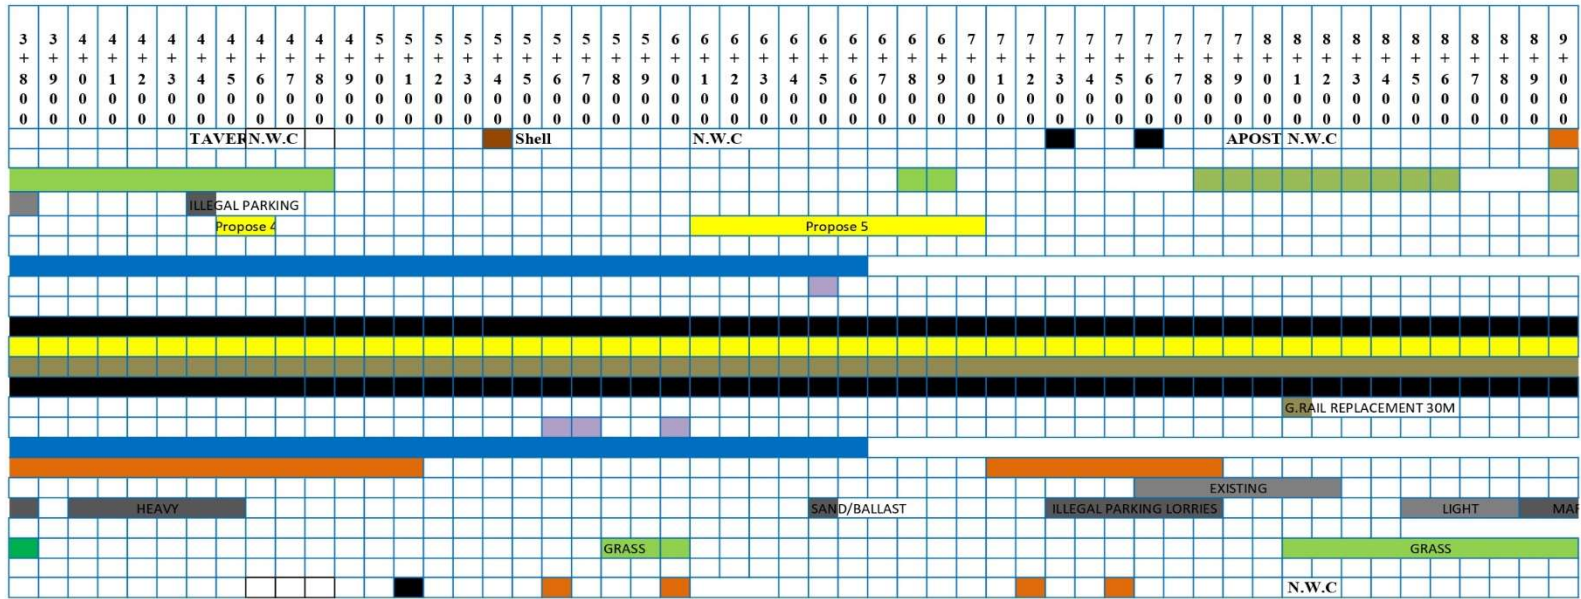 3+800 3+900 4+000 4+100 4+200 4+300 4+400 4+500 4+600 4+700 4+800 4+900 5+000 5+100 5+200 5+300 5+400 5+500 5+600 5+700 5+800 5+900 6+000 6+100 6+200 6+300 6+400 6+500 6+600 6+700 6+800 6+900 7+000 7+100 7+200 7+300 7+400 7+500 7+600 7+700 7+800 7+900 8+000 8+100 8+200 8+300 8+400 8+500 8+600 8+700 8+800 8+900 9+000
TAVER N.W.C Shell N.W.C APOST N.W.C
ILLEGAL PARKING
Propose 4 Propose 5
G.RAIL REPLACEMENT 30M
EXISTING
HEAVY SAND/BALLAST ILLEGAL PARKING LORRIES LIGHT MAR
GRASS GRASS
N.W.C